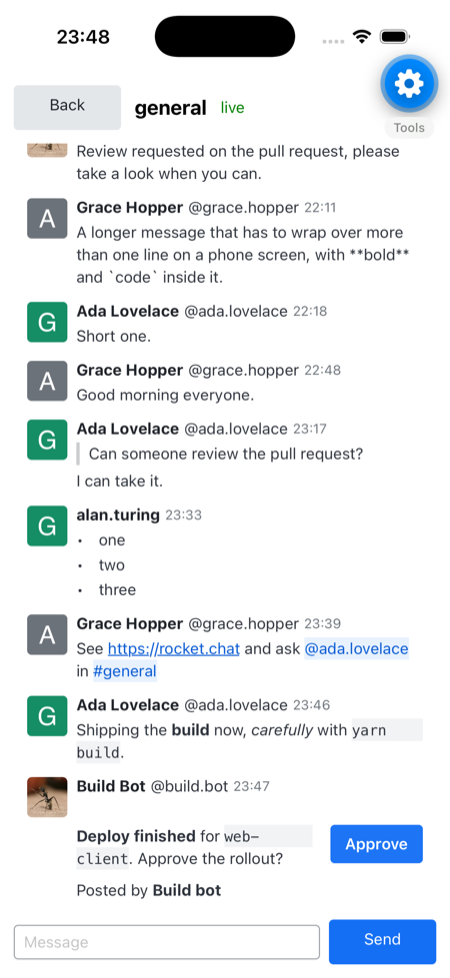 23:48
Back
general live
Tools
Review requested on the pull request, please
take a look when you can.
A
Grace Hopper @grace.hopper 22:11
A longer message that has to wrap over more
than one line on a phone screen, with **bold**
and `code` inside it.
G
Ada Lovelace @ada.lovelace 22:18
Short one.
A
Grace Hopper @grace.hopper 22:48
Good morning everyone.
G
Ada Lovelace @ada.lovelace 23:17
Can someone review the pull request?
I can take it.
G
alan.turing 23:33
• one
• two
• three
A
Grace Hopper @grace.hopper 23:39
See https://rocket.chat and ask @ada.lovelace
in #general
G
Ada Lovelace @ada.lovelace 23:46
Shipping the build now, carefully with yarn
build.
Build Bot @build.bot 23:47
Deploy finished for web-
client. Approve the rollout?
Approve
Posted by Build bot
Message
Send